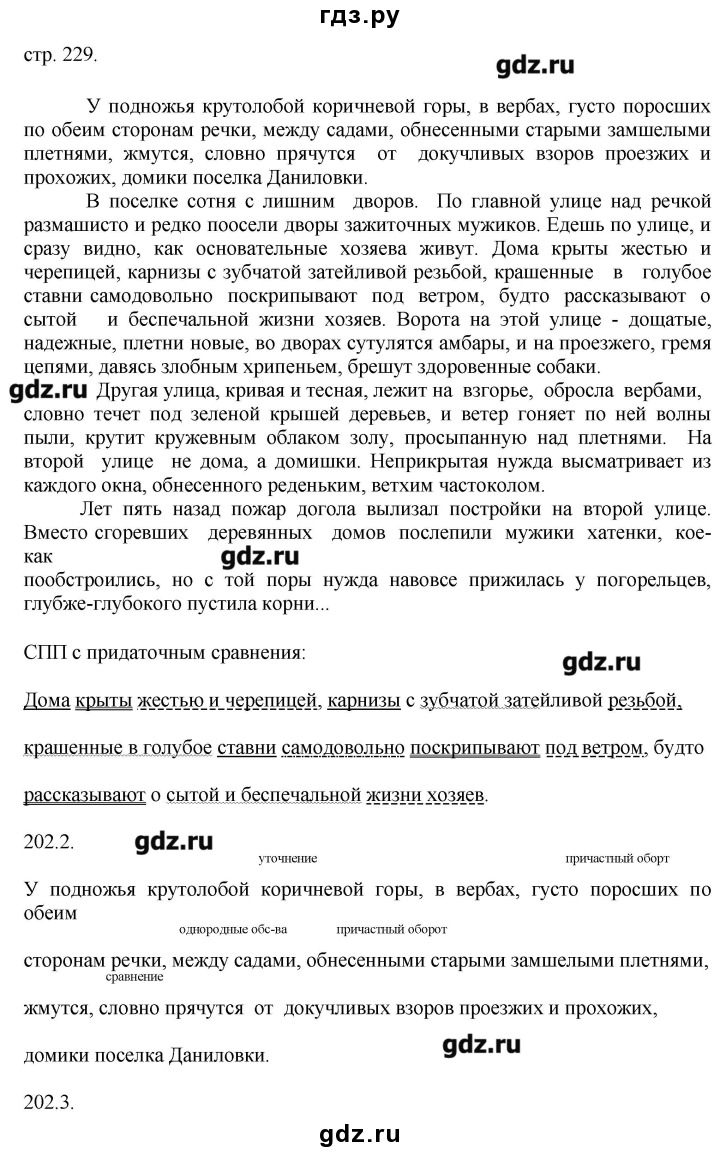 гдз.ру
стр. 229.
gdz.ru
У подножья крутолобой коричневой горы, в вербах, густо поросших
по обеим сторонам речки, между садами, обнесенными старыми замшелыми
плетнями, жмутся, словно прячутся от докучливых взоров проезжих и
прохожих, домики поселка Даниловки.
В поселке сотня с лишним дворов. По главной улице над речкой
размашисто и редко поосели дворы зажиточных мужиков. Едешь по улице, и
сразу видно, как основательные хозяева живут. Дома крыты жестью и
черепицей, карнизы с зубчатой затейливой резьбой, крашенные в голубое
ставни самодовольно поскрипывают под ветром, будто рассказывают о
сытой и беспечальной жизни хозяев. Ворота на этой улице - дощатые,
надежные, плетни новые, во дворах сутулятся амбары, и на проезжего, гремя
цепями, давясь злобным хрипеньем, брешут здоровенные собаки.
gdz.ru Другая улица, кривая и тесная, лежит на взгорье, обросла вербами,
словно течет под зеленой крышей деревьев, и ветер гоняет по ней волны
пыли, крутит кружевным облаком золу, просыпанную над плетнями. На
второй улице не дома, а домишки. Неприкрытая нужда высматривает из
каждого окна, обнесенного реденьким, ветхим частоколом.
Лет пять назад пожар догола вылизал постройки на второй улице.
Вместо сгоревших деревянных домов послепили мужики хатенки, кое-
как
gdz.ru
пообстроились, но с той поры нужда навовсе прижилась у погорельцев,
глубже-глубокого пустила корни...
СПП с придаточным сравнения:
gdz.ru
Дома крыты жестью и черепицей, карнизы с зубчатой затейливой резьбой,
крашенные в голубое ставни самодовольно поскрипывают под ветром, будто
рассказывают о сытой и беспечальной жизни хозяев.
202.2.
gdz.ru
уточнение причастный оборт
У подножья крутолобой коричневой горы, в вербах, густо поросших по
обеим
однородные обс-ва причастный оборот
сторонам речки, между садами, обнесенными старыми замшелыми плетнями,
сравнение
жмутся, словно прячутся от докучливых взоров проезжих и прохожих,
домики поселка Даниловки.
gdz.ru
202.3.
gdz.ru